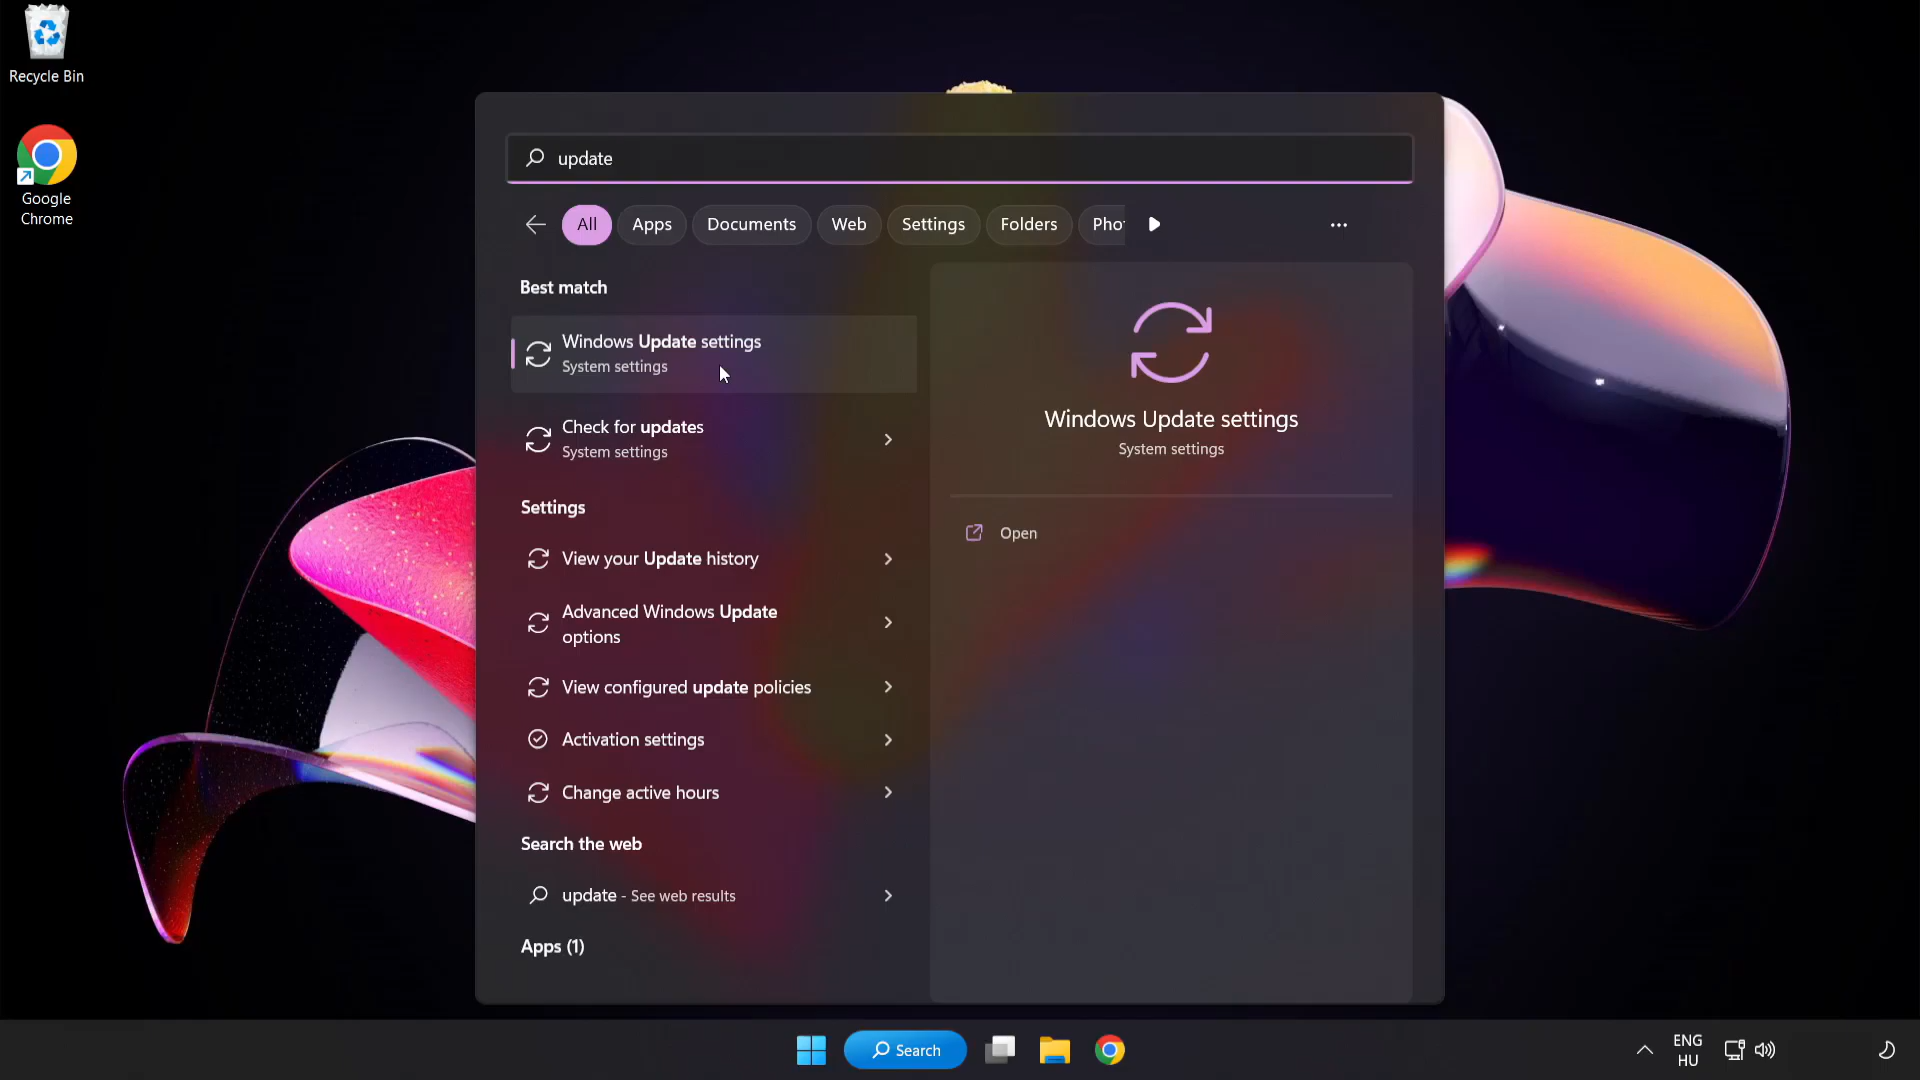 Recycle Bin
Google
Chrome
update
All
Apps
Documents
Web
Settings
Folders
Best match
Windows Update settings
System settings
Check for updates
System settings
Settings
View your Update history
Advanced Windows Update
options
View configured update policies
Activation settings
Change active hours
Search the web
update - See web results
Apps (1)
Windows Update settings
System settings
Open
Search
ENG
HU